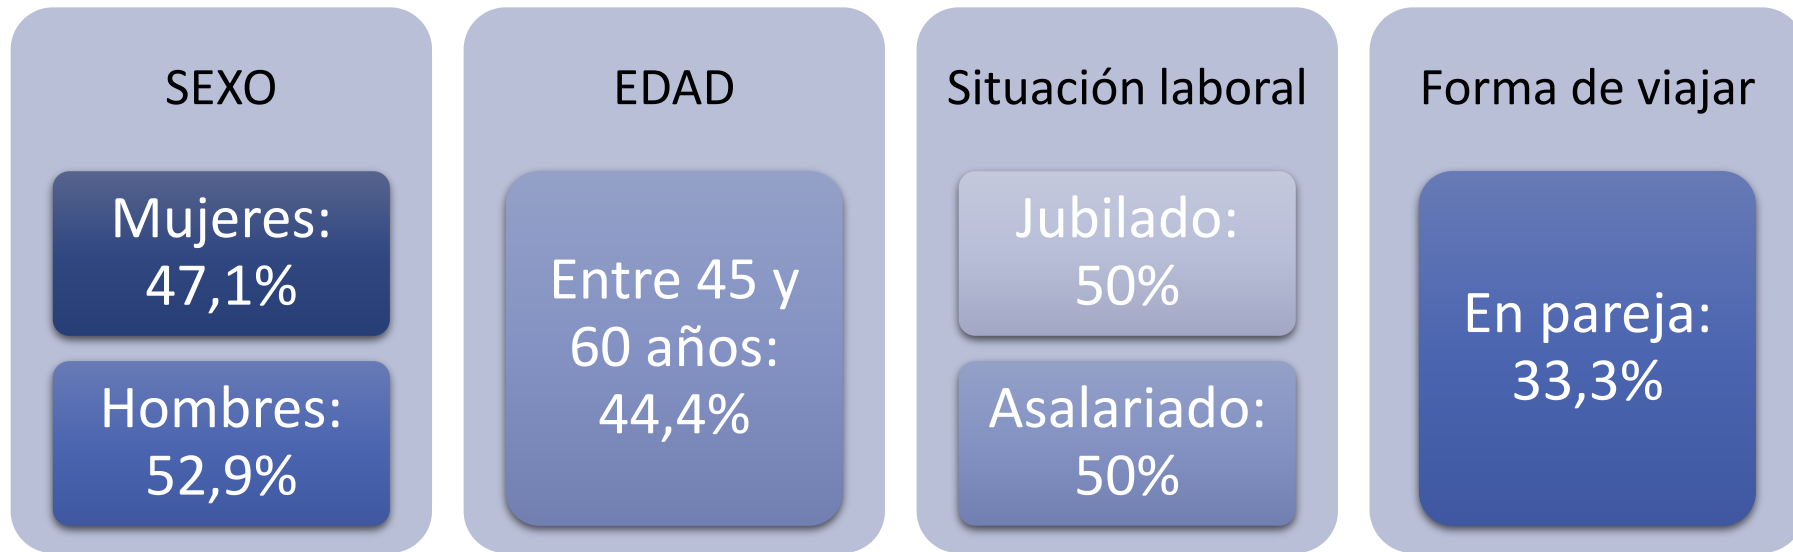 SEXO
Mujeres:
47,1%
Hombres:
52,9%
EDAD
Entre 45 y
60 años:
44,4%
Situación laboral
Jubilado:
50%
Asalariado:
50%
Forma de viajar
En pareja:
33,3%